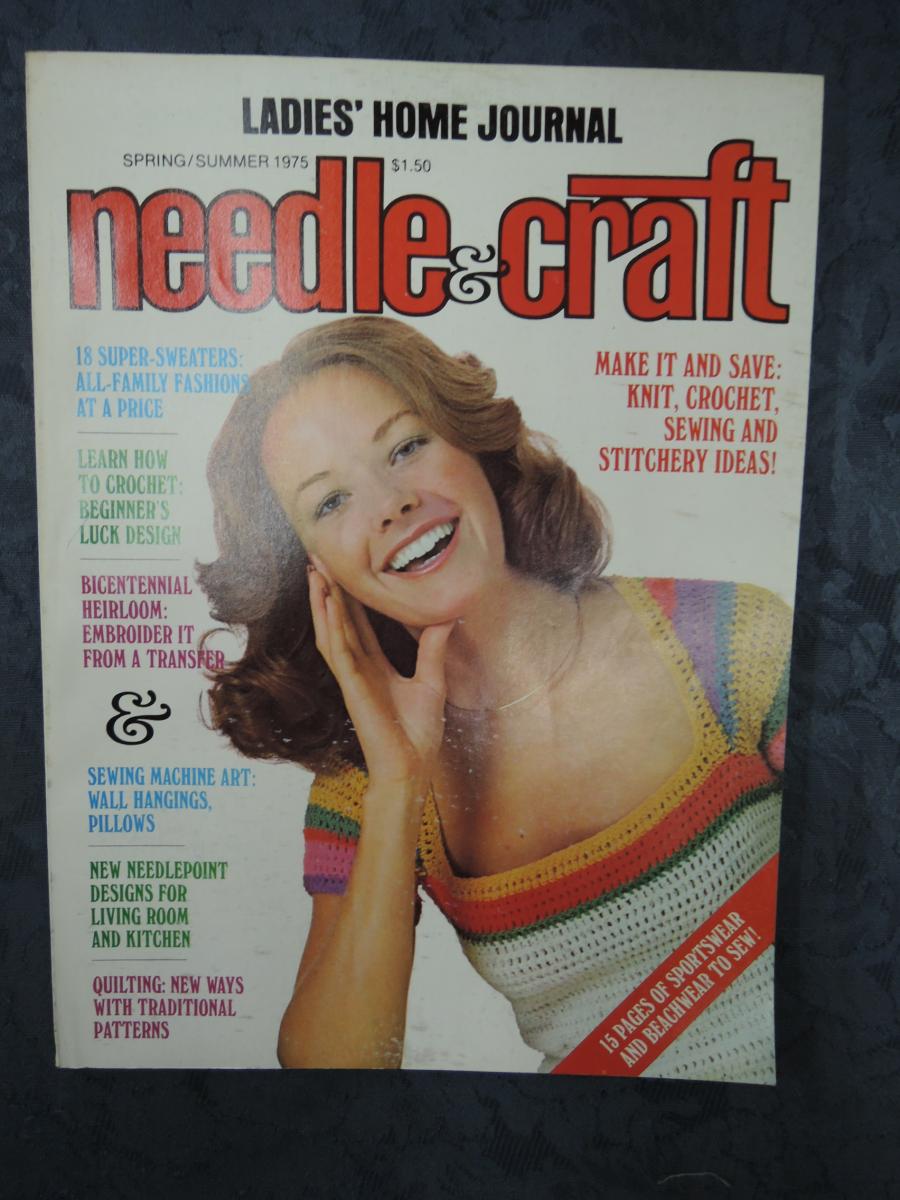 LADIES' HOME JOURNAL
SPRING/SUMMER 1975
$1.50
needle & craft
18 SUPER-SWEATERS:
ALL-FAMILY FASHIONS
AT A PRICE
LEARN HOW
TO CROCHET:
BEGINNER'S
LUCK DESIGN
BICENTENNIAL
HEIRLOOM:
EMBROIDER IT
FROM A TRANSFER
&
SEWING MACHINE ART:
WALL HANGINGS,
PILLOWS
NEW NEEDLEPOINT
DESIGNS FOR
LIVING ROOM
AND KITCHEN
QUILTING: NEW WAYS
WITH TRADITIONAL
PATTERNS
MAKE IT AND SAVE:
KNIT, CROCHET,
SEWING AND
STITCHERY IDEAS!
15 PAGES OF SPORTSWEAR
AND BEACHWEAR TO SEW!